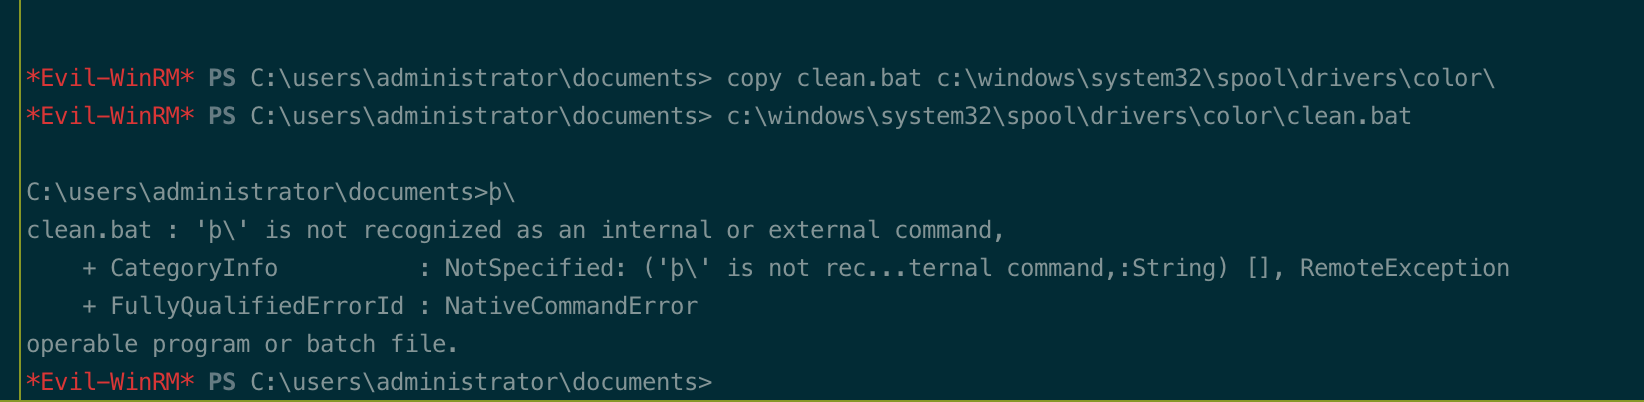 *Evil-WinRM* PS C:\users\administrator\documents> copy clean.bat c:\windows\system32\spool\drivers\color\
*Evil-WinRM* PS C:\users\administrator\documents> c:\windows\system32\spool\drivers\color\clean.bat
C:\users\administrator\documents>þ\
clean.bat : 'þ\' is not recognized as an internal or external command,
    + CategoryInfo          : NotSpecified: ('þ\' is not rec...ternal command,:String) [], RemoteException
    + FullyQualifiedErrorId : NativeCommandError
operable program or batch file.
*Evil-WinRM* PS C:\users\administrator\documents>